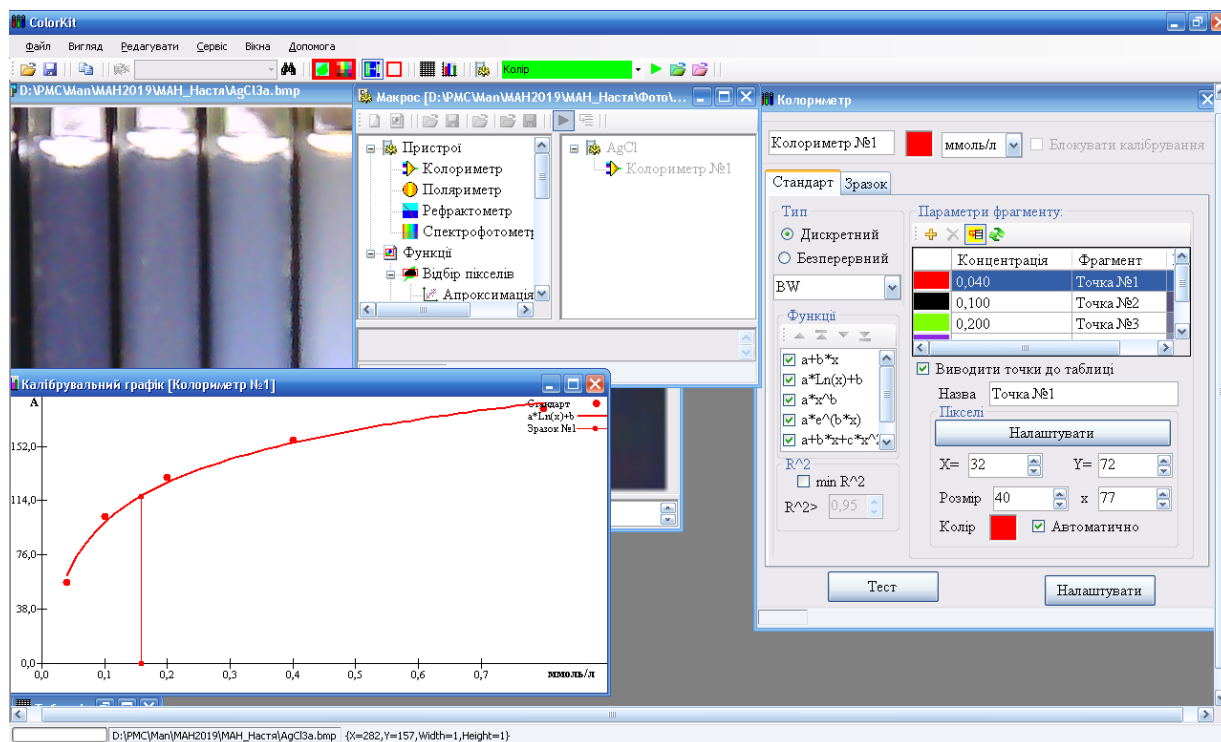 ColorKit
Файл Вигляд Редагувати Сервіс Вікна Допомога
Колір
D:\PMC\Man\MAH2019\MAH_Настя\AgCl3a.bmp
Макрос [D:\PMC\Man\MAH2019\MAH_Настя\Фото\...
Пристрої
Колориметр
Поляриметр
Рефрактометр
Спектрофотометр
Функції
Відбір пікселів
Апроксимація
AgCl
Колориметр №1
Колориметр
Колориметр №1 ммоль/л Блокувати калібрування
Стандарт Зразок
Тип
Дискретний
Безперервний
BW
Функції
a+b*x
a*Ln(x)+b
a*x^b
a*e^(b*x)
a+b*x+c*x^2
R^2
min R^2
R^2> 0,95
Параметри фрагменту:
Концентрація Фрагмент
0,040 Точка №1
0,100 Точка №2
0,200 Точка №3
Виводити точки до таблиці
Назва Точка №1
Пікселі
Налаштувати
X= 32 Y= 72
Розмір 40 x 77
Колір Автоматично
Тест Налаштувати
Калібрувальний графік [Колориметр №1]
A
Стандарт
a*Ln(x)+b
Зразок №1
152,0
114,0
76,0
38,0
0,0
0,0 0,1 0,2 0,3 0,4 0,5 0,6 0,7 ммоль/л
D:\PMC\Man\MAH2019\MAH_Настя\AgCl3a.bmp {X=282,Y=157,Width=1,Height=1}